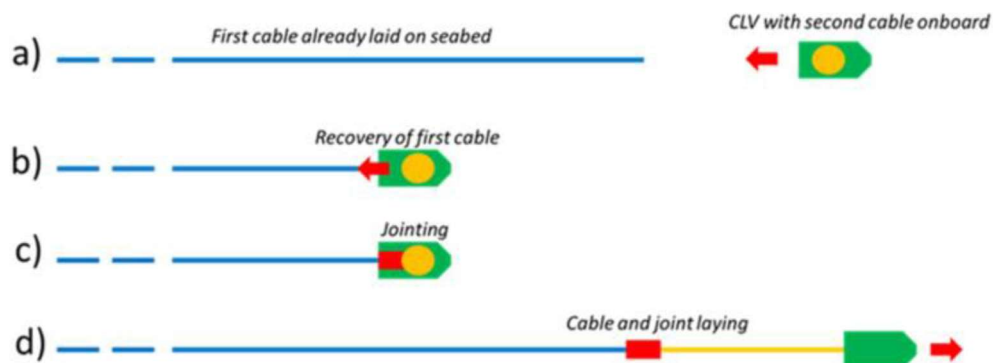 First cable already laid on seabed
CLV with second cable onboard
a)
Recovery of first cable
b)
Jointing
c)
Cable and joint laying
d)